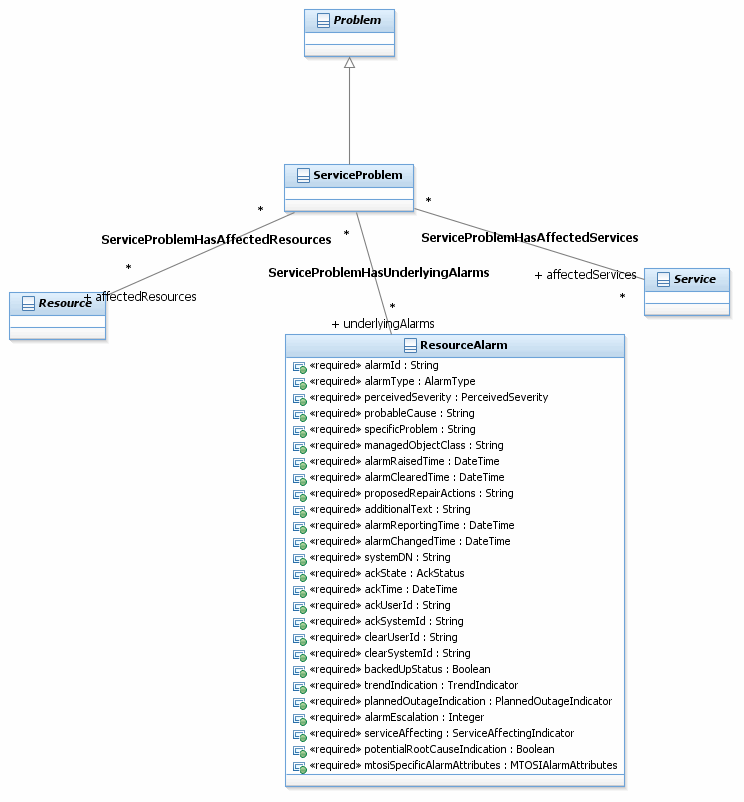 Problem
ServiceProblem
*
*
*
ServiceProblemHasAffectedResources
ServiceProblemHasAffectedServices
*
ServiceProblemHasUnderlyingAlarms
+ affectedServices
Service
*
+ affectedResources
Resource
*
+ underlyingAlarms
ResourceAlarm
«required» alarmId : String
«required» alarmType : AlarmType
«required» perceivedSeverity : PerceivedSeverity
«required» probableCause : String
«required» specificProblem : String
«required» managedObjectClass : String
«required» alarmRaisedTime : DateTime
«required» alarmClearedTime : DateTime
«required» proposedRepairActions : String
«required» additionalText : String
«required» alarmReportingTime : DateTime
«required» alarmChangedTime : DateTime
«required» systemDN : String
«required» ackState : AckStatus
«required» ackTime : DateTime
«required» ackUserId : String
«required» ackSystemId : String
«required» clearUserId : String
«required» clearSystemId : String
«required» backedUpStatus : Boolean
«required» trendIndication : TrendIndicator
«required» plannedOutageIndication : PlannedOutageIndicator
«required» alarmEscalation : Integer
«required» serviceAffecting : ServiceAffectingIndicator
«required» potentialRootCauseIndication : Boolean
«required» mtosiSpecificAlarmAttributes : MTOSIAlarmAttributes